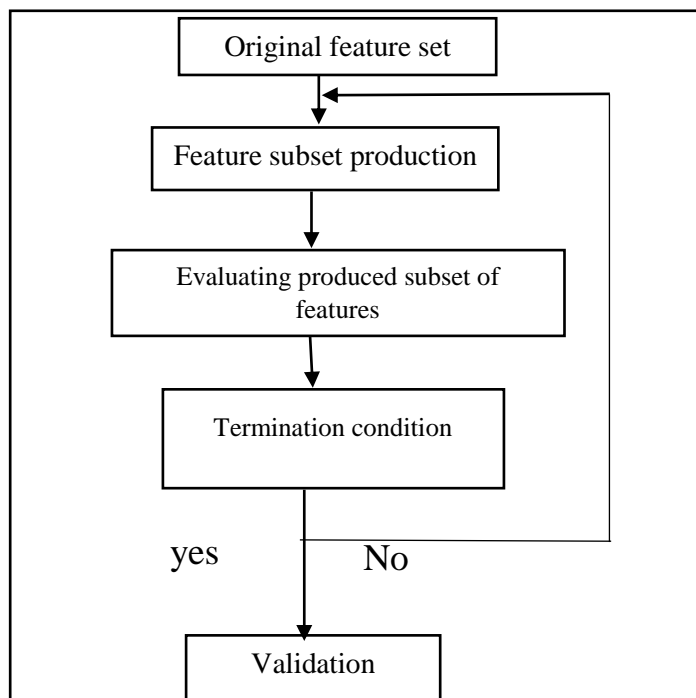 Original feature set
Feature subset production
Evaluating produced subset of
features
Termination condition
yes
No
Validation